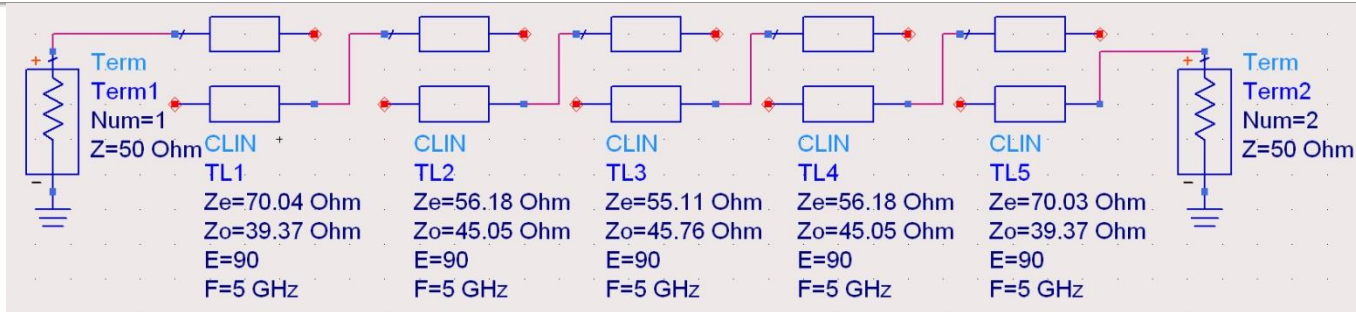 +
Term
Term1
Num=1
Z=50 Ohm
-
CLIN
TL1
Ze=70.04 Ohm
Zo=39.37 Ohm
E=90
F=5 GHz
CLIN
TL2
Ze=56.18 Ohm
Zo=45.05 Ohm
E=90
F=5 GHz
CLIN
TL3
Ze=55.11 Ohm
Zo=45.76 Ohm
E=90
F=5 GHz
CLIN
TL4
Ze=56.18 Ohm
Zo=45.05 Ohm
E=90
F=5 GHz
CLIN
TL5
Ze=70.03 Ohm
Zo=39.37 Ohm
E=90
F=5 GHz
+
Term
Term2
Num=2
Z=50 Ohm
-